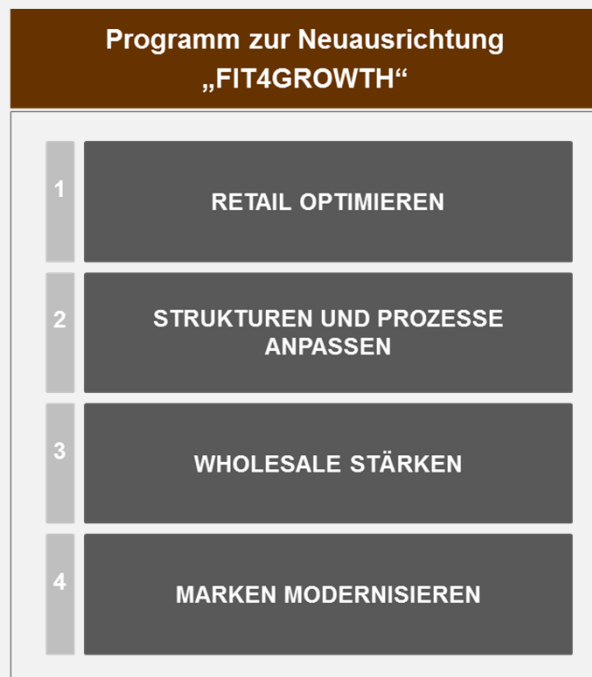 Programm zur Neuausrichtung
„FIT4GROWTH“
1
RETAIL OPTIMIEREN
2
STRUKTUREN UND PROZESSE
ANPASSEN
3
WHOLESALE STÄRKEN
4
MARKEN MODERNISIEREN